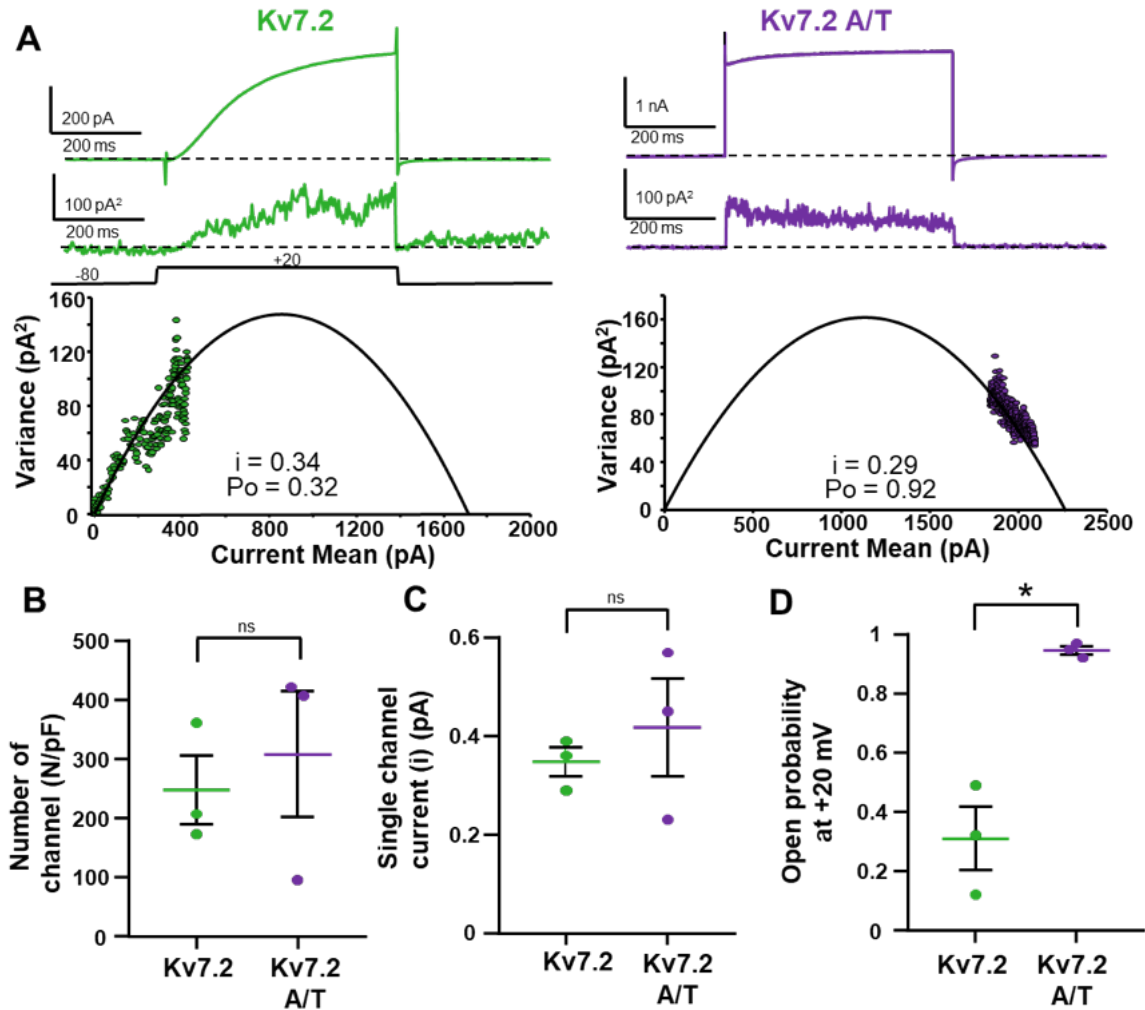 A
Kv7.2
Kv7.2 A/T
200 pA
200 ms
1 nA
200 ms
100 pA²
200 ms
100 pA²
200 ms
-80
+20
Variance (pA²)
160
120
80
40
0
i = 0.34
Po = 0.32
0
400
800
1200
1600
2000
Current Mean (pA)
Variance (pA²)
160
120
80
40
0
i = 0.29
Po = 0.92
0
500
1000
1500
2000
2500
Current Mean (pA)
B
ns
Number of
channel (N/pF)
500
400
300
200
100
0
Kv7.2
Kv7.2
A/T
C
ns
Single channel
current (i) (pA)
0.6
0.4
0.2
0
Kv7.2
Kv7.2
A/T
D
*
Open probability
at +20 mV
1
0.8
0.6
0.4
0.2
0
Kv7.2
Kv7.2
A/T